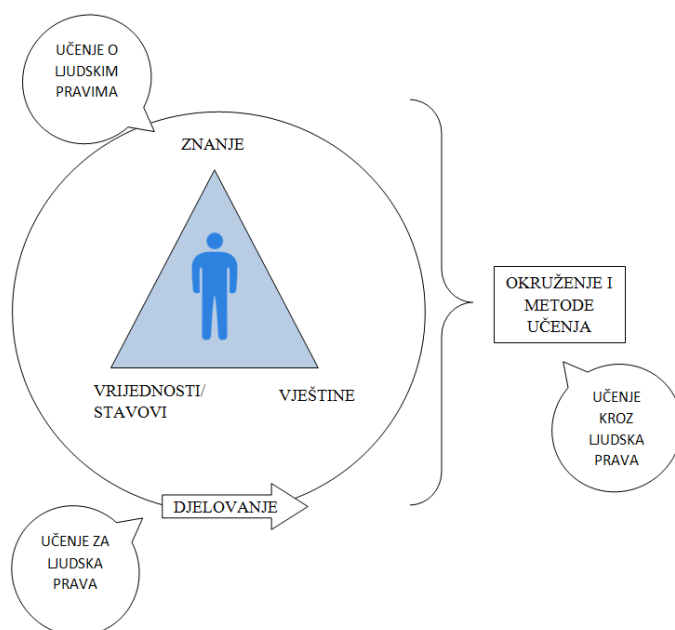 UČENJE O
LJUDSKIM
PRAVIMA
ZNANJE
VRIJEDNOSTI/
STAVOVI
VJEŠTINE
DJELOVANJE
UČENJE ZA
LJUDSKA
PRAVA
OKRUŽENJE I
METODE
UČENJA
UČENJE
KROZ
LJUDSKA
PRAVA